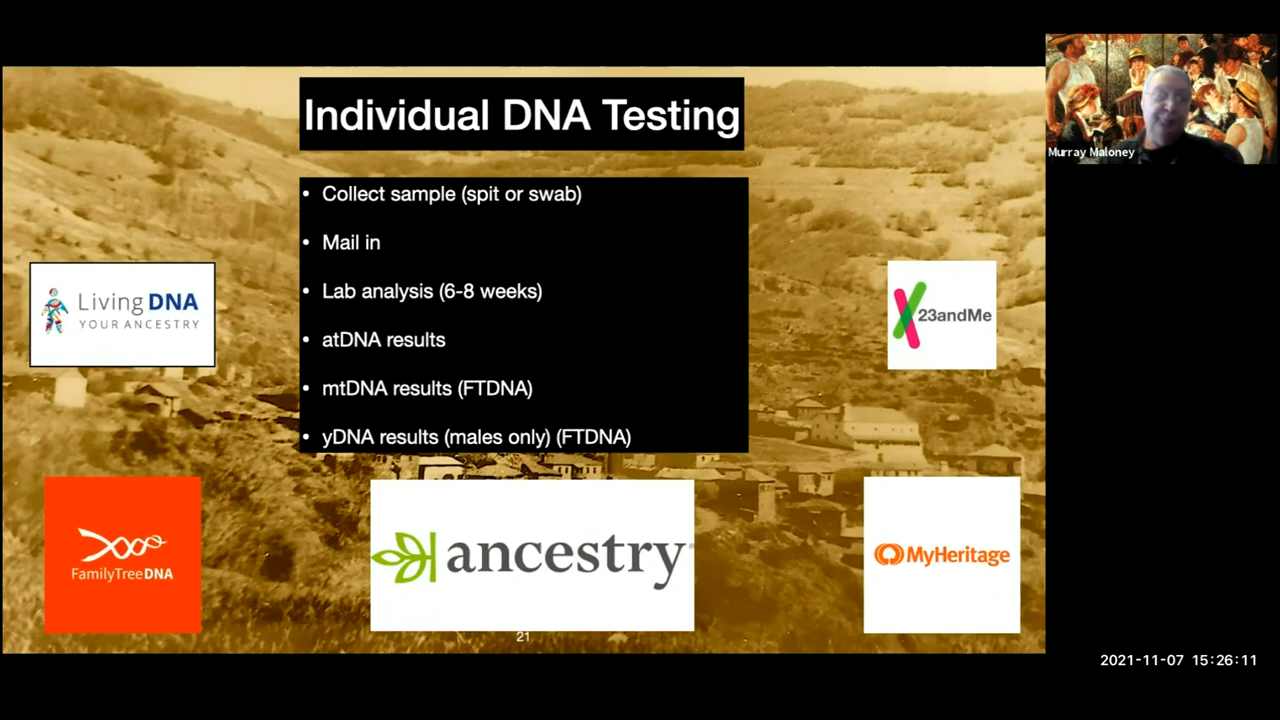 Individual DNA Testing
• Collect sample (spit or swab)
• Mail in
• Lab analysis (6-8 weeks)
• atDNA results
• mtDNA results (FTDNA)
• yDNA results (males only) (FTDNA)
Living DNA
YOUR ANCESTRY
23andMe
FamilyTreeDNA
ancestry
MyHeritage
21
Murray Maloney
2021-11-07 15:26:11